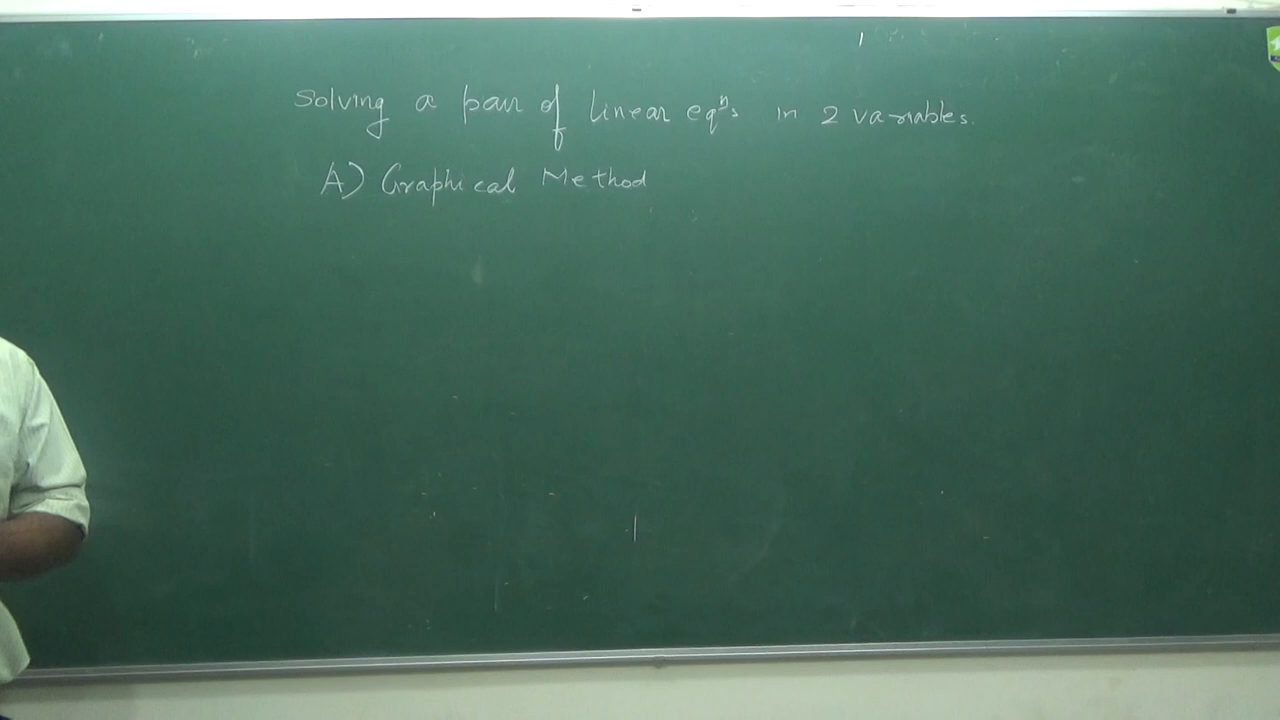 Solving a pair of linear eqⁿs in 2 variables.
A) Graphical Method